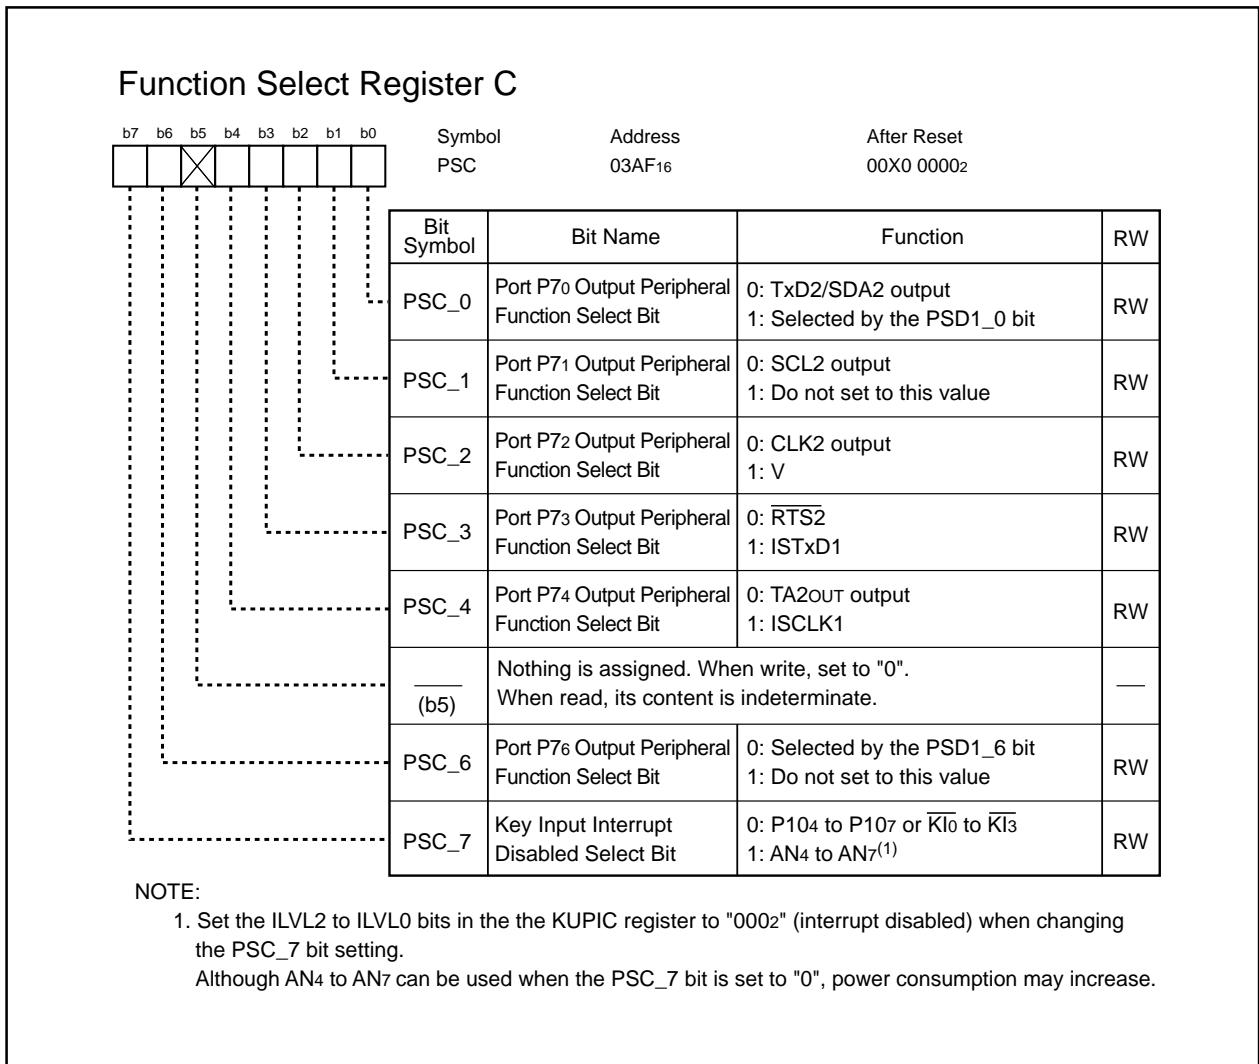 Function Select Register C
b7 b6 b5 b4 b3 b2 b1 b0
Symbol Address After Reset
PSC 03AF16 00X0 00002
Bit Symbol Bit Name Function RW
PSC_0 Port P70 Output Peripheral Function Select Bit 0: TxD2/SDA2 output 1: Selected by the PSD1_0 bit RW
PSC_1 Port P71 Output Peripheral Function Select Bit 0: SCL2 output 1: Do not set to this value RW
PSC_2 Port P72 Output Peripheral Function Select Bit 0: CLK2 output 1: V RW
PSC_3 Port P73 Output Peripheral Function Select Bit 0: RTS2 1: ISTxD1 RW
PSC_4 Port P74 Output Peripheral Function Select Bit 0: TA2OUT output 1: ISCLK1 RW
(b5) Nothing is assigned. When write, set to "0". When read, its content is indeterminate.
PSC_6 Port P76 Output Peripheral Function Select Bit 0: Selected by the PSD1_6 bit 1: Do not set to this value RW
PSC_7 Key Input Interrupt Disabled Select Bit 0: P104 to P107 or KI0 to KI3 1: AN4 to AN7(1) RW
NOTE:
1. Set the ILVL2 to ILVL0 bits in the the KUPIC register to "0002" (interrupt disabled) when changing
the PSC_7 bit setting.
Although AN4 to AN7 can be used when the PSC_7 bit is set to "0", power consumption may increase.